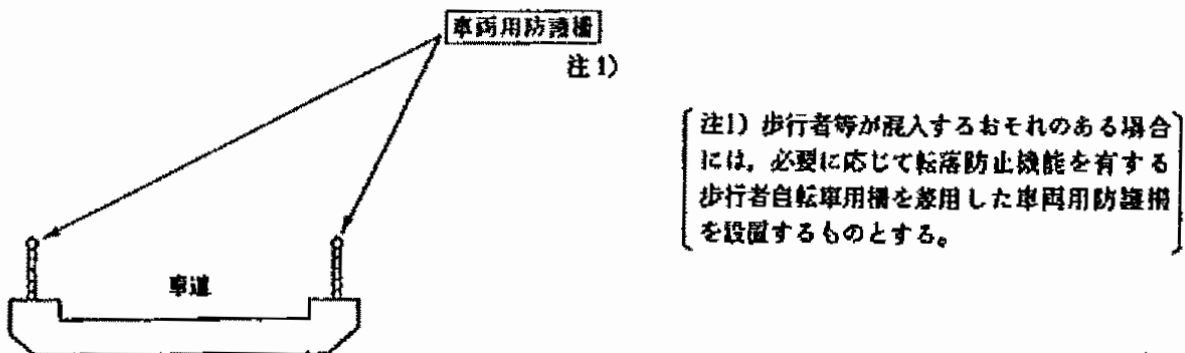 車両用防護柵
注1)
注1) 歩行者等が混入するおそれのある場合
には，必要に応じて転落防止機能を有する
歩行者自転車用柵を兼用した車両用防護柵
を設置するものとする。
車道